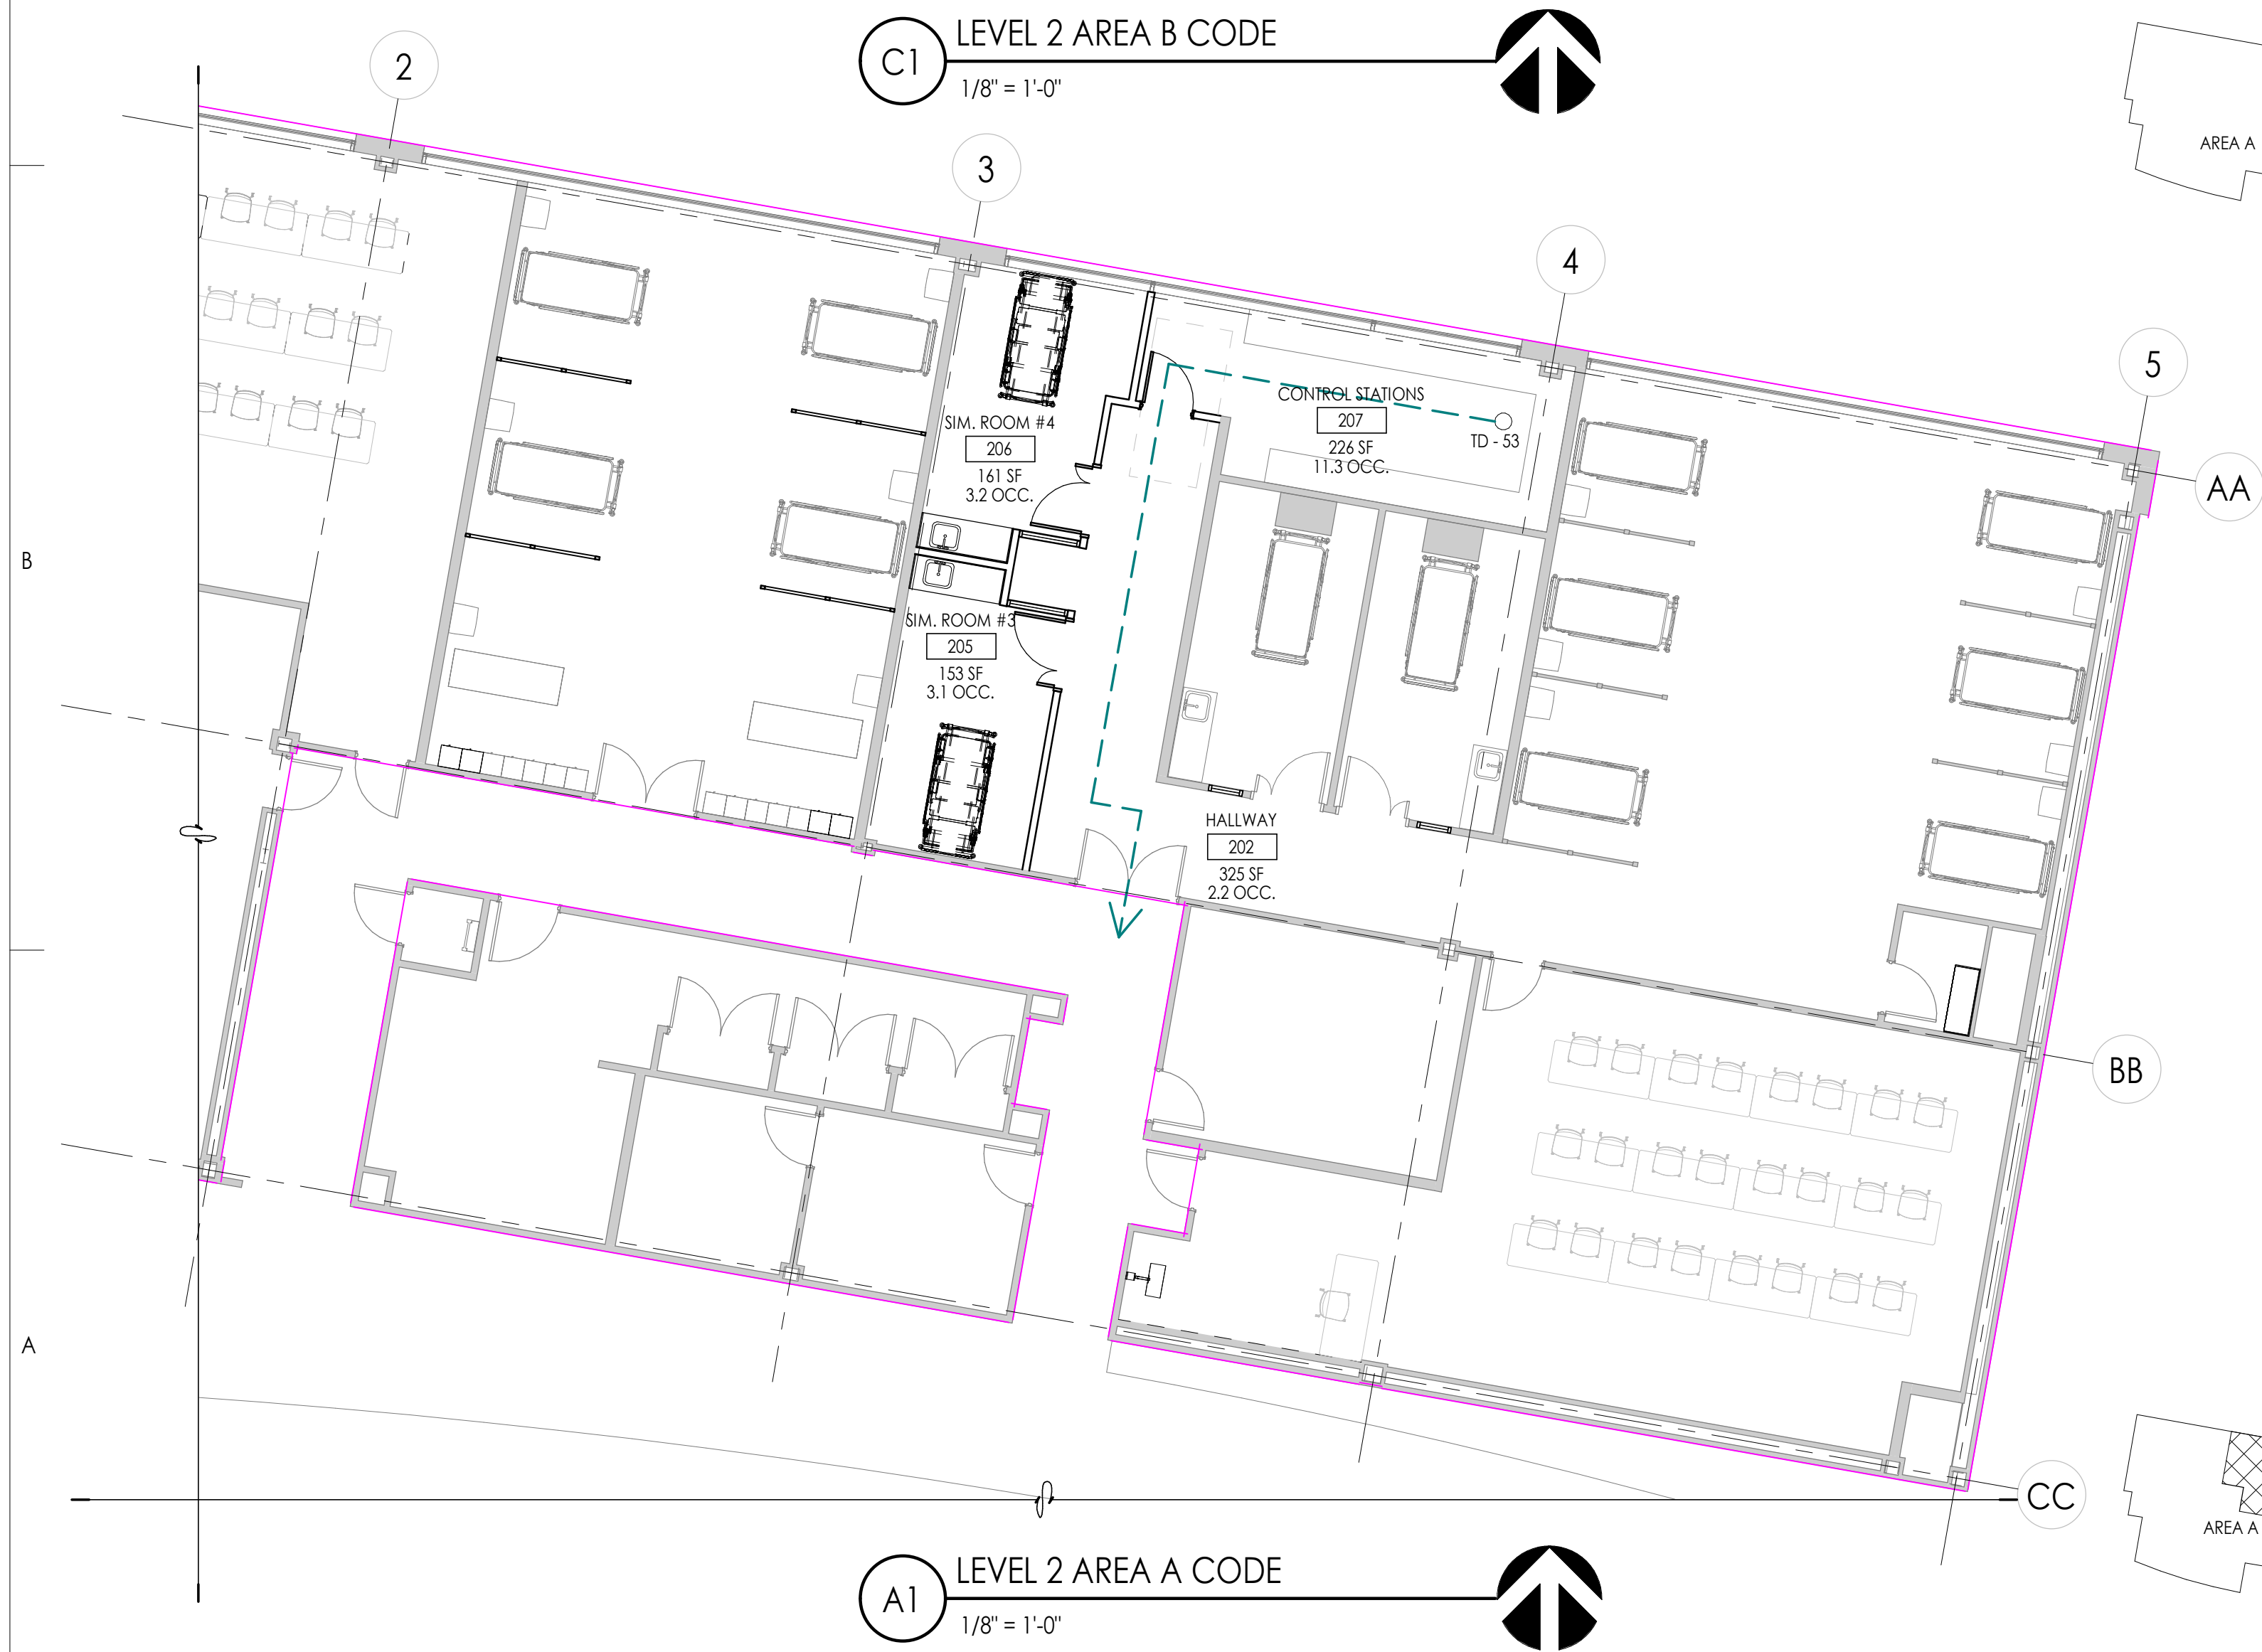 C1
LEVEL 2 AREA B CODE
1/8" = 1'-0"
2
3
4
5
AREA A
AA
B
CONTROL STATIONS
207
226 SF
11.3 OCC.
TD - 53
SIM. ROOM #4
206
161 SF
3.2 OCC.
SIM. ROOM #3
205
153 SF
3.1 OCC.
HALLWAY
202
325 SF
2.2 OCC.
BB
A
CC
AREA A
A1
LEVEL 2 AREA A CODE
1/8" = 1'-0"